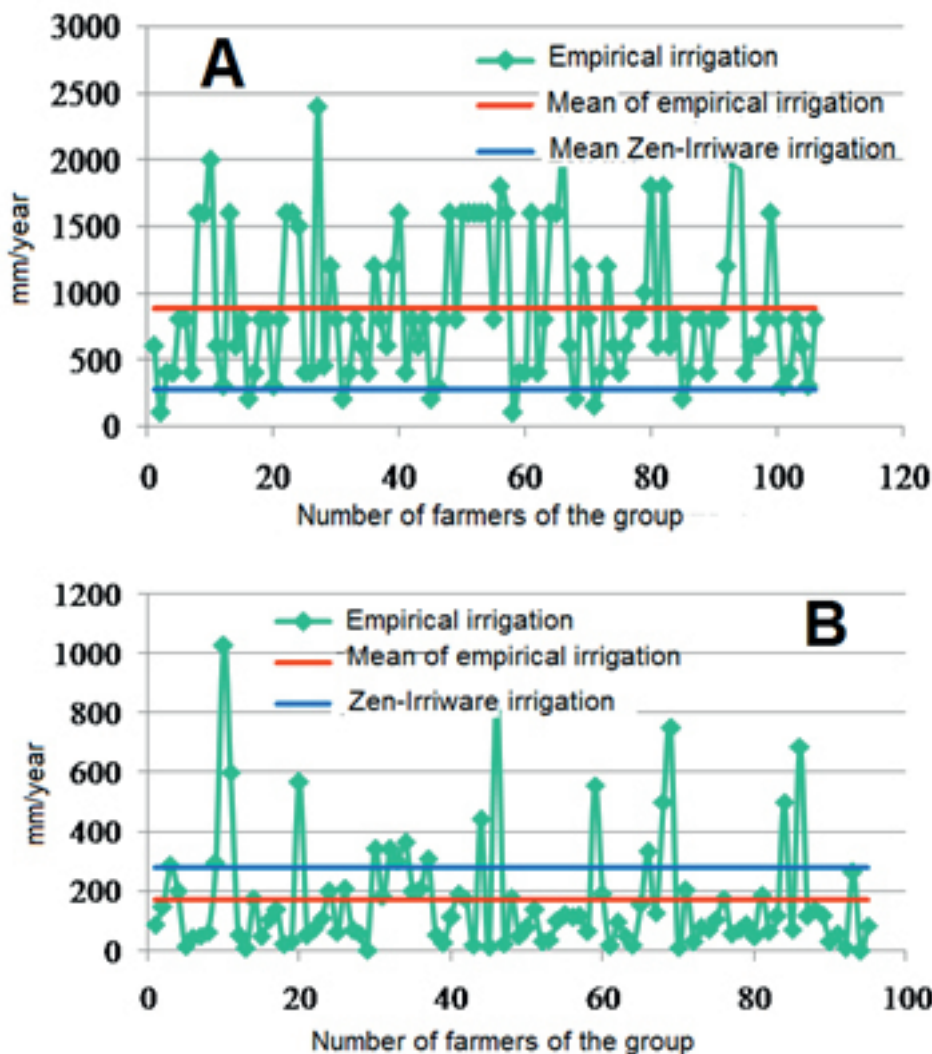 3000
A
Empirical irrigation
2500
Mean of empirical irrigation
Mean Zen-Irriware irrigation
2000
1500
1000
500
0
mm/year
0 20 40 60 80 100 120
Number of farmers of the group
1200
B
Empirical irrigation
1000
Mean of empirical irrigation
Zen-Irriware irrigation
800
600
400
200
0
mm/year
0 20 40 60 80 100
Number of farmers of the group